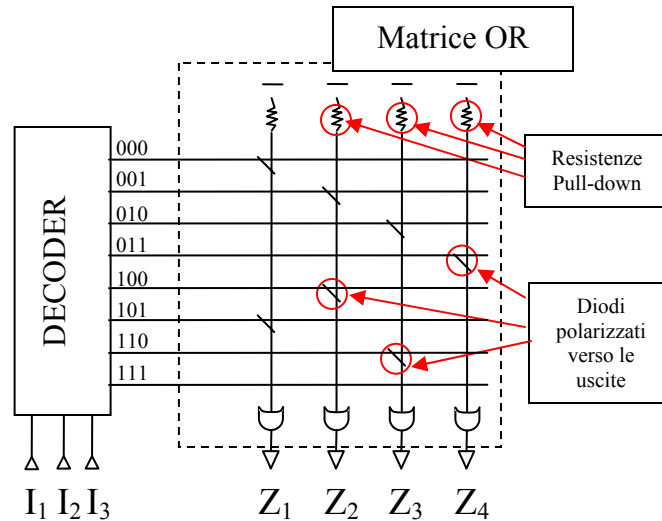 Matrice OR
Resistenze
Pull-down
DECODER
000
001
010
011
100
101
110
111
Diodi
polarizzati
verso le
uscite
I1 I2 I3
Z1 Z2 Z3 Z4